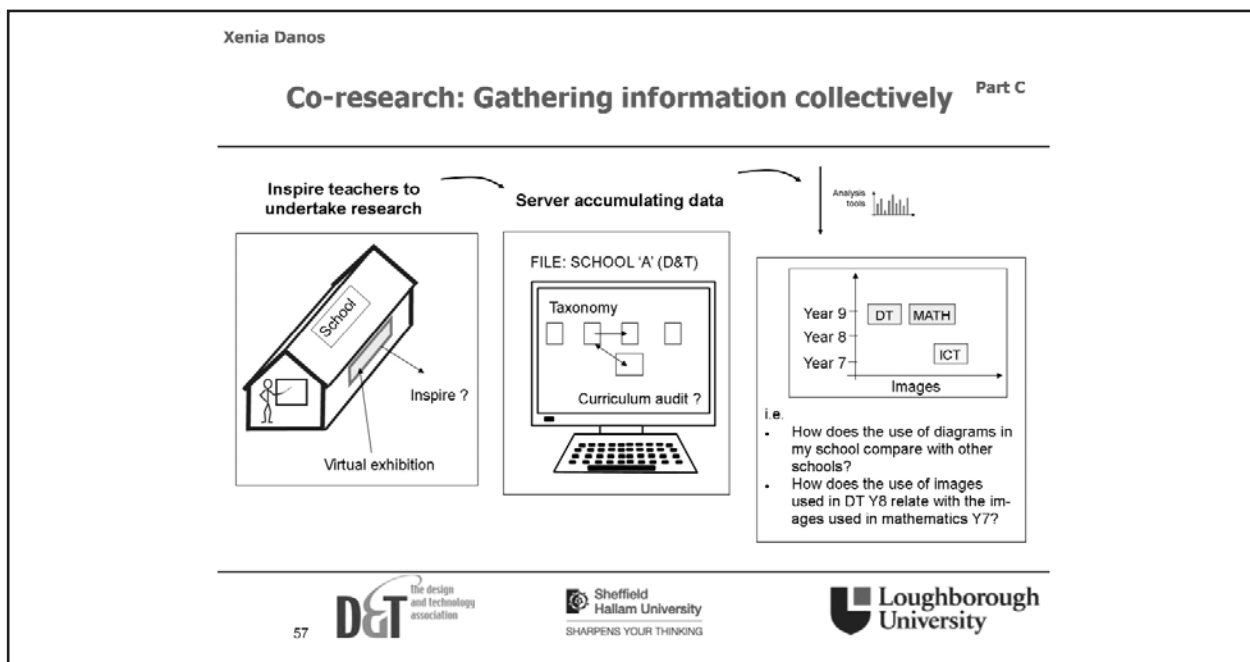 Xenia Danos
Co-research: Gathering information collectively
Part C
Inspire teachers to
undertake research
Server accumulating data
Analysis
tools
School
Inspire ?
Virtual exhibition
FILE: SCHOOL ‘A’ (D&T)
Taxonomy
Curriculum audit ?
Year 9
Year 8
Year 7
DT
MATH
ICT
Images
i.e.
• How does the use of diagrams in
my school compare with other
schools?
• How does the use of images
used in DT Y8 relate with the im-
ages used in mathematics Y7?
57
D&T
the design
and technology
association
Sheffield
Hallam University
SHARPENS YOUR THINKING
Loughborough
University